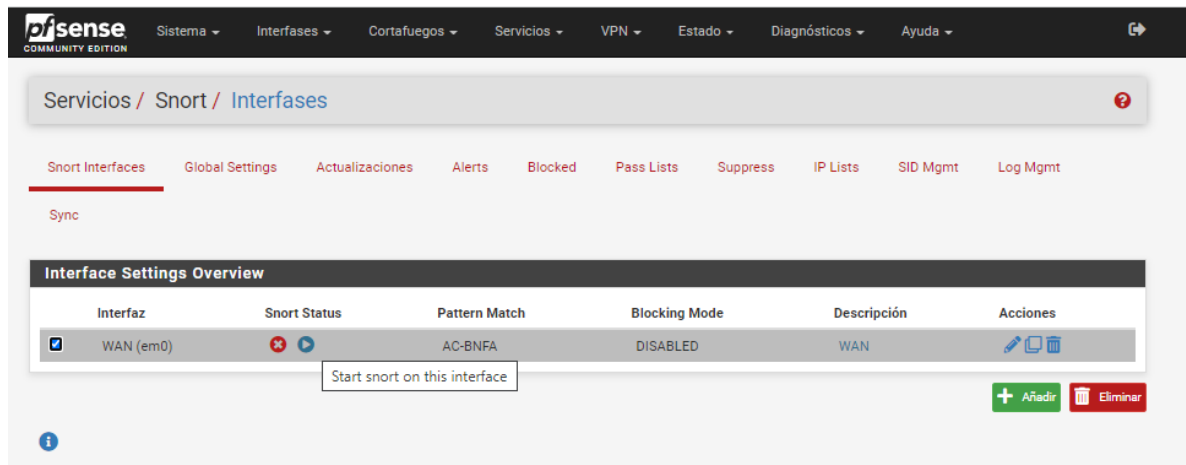 pfsense Sistema Interfases Cortafuegos Servicios VPN Estado Diagnósticos Ayuda
COMMUNITY EDITION
Servicios / Snort / Interfases
Snort Interfaces Global Settings Actualizaciones Alerts Blocked Pass Lists Suppress IP Lists SID Mgmt Log Mgmt
Sync
Interface Settings Overview
Interfaz Snort Status Pattern Match Blocking Mode Descripción Acciones
WAN (em0) AC-BNFA DISABLED WAN
Start snort on this interface
Añadir Eliminar